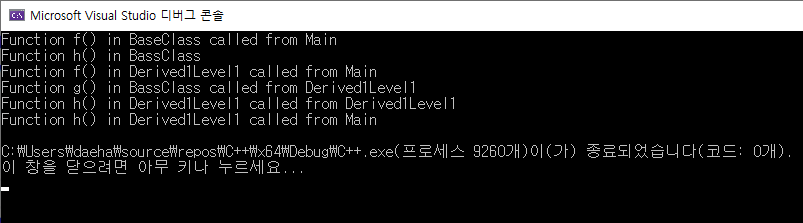 Microsoft Visual Studio 디버그 콘솔
Function f() in BaseClass called from Main
Function h() in BassClass
Function f() in Derived1Level1 called from Main
Function g() in BassClass called from Derived1Level1
Function h() in Derived1Level1 called from Derived1Level1
Function h() in Derived1Level1 called from Main
C:₩Users₩daeha₩source₩repos₩C++₩x64₩Debug₩C++.exe(프로세스 9260개)이(가) 종료되었습니다(코드: 0개).
이 창을 닫으려면 아무 키나 누르세요...